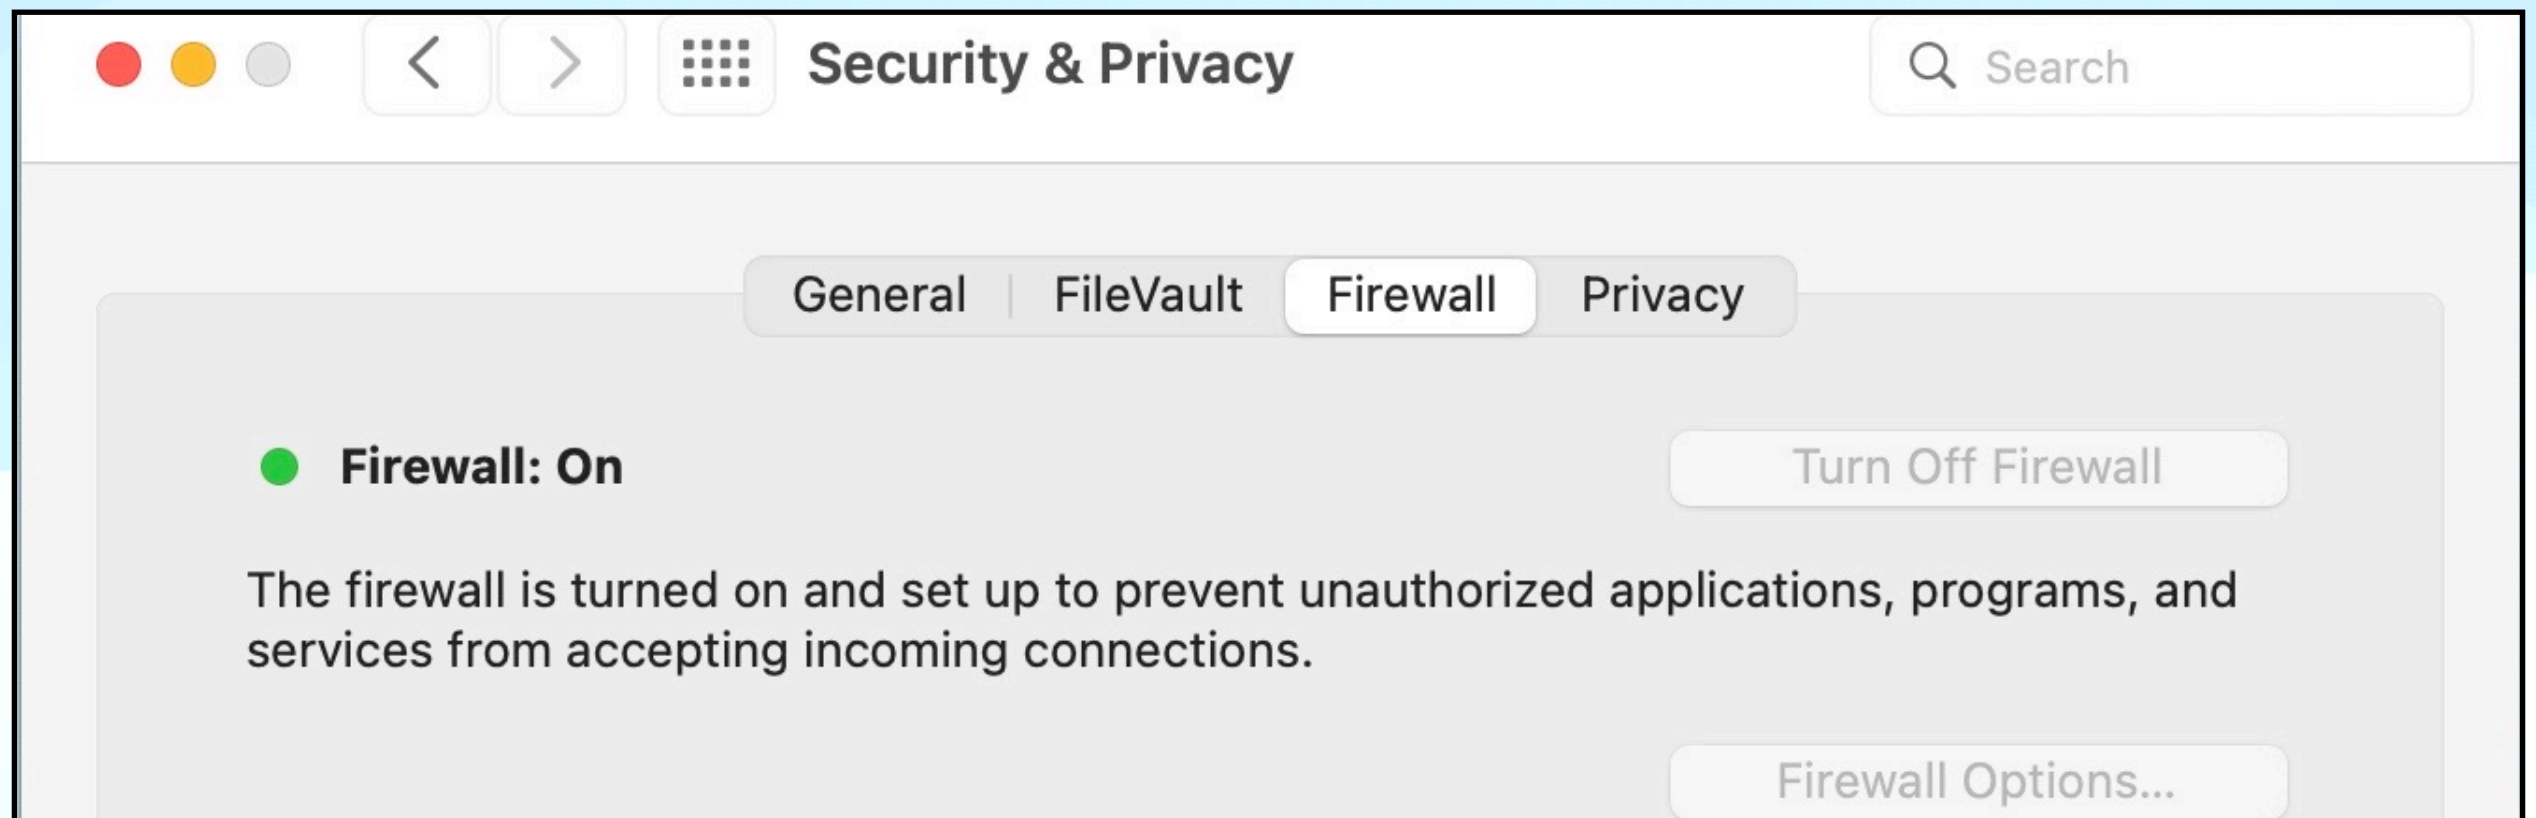 Security & Privacy
Search
General
FileVault
Firewall
Privacy
Firewall: On
Turn Off Firewall
The firewall is turned on and set up to prevent unauthorized applications, programs, and
services from accepting incoming connections.
Firewall Options...